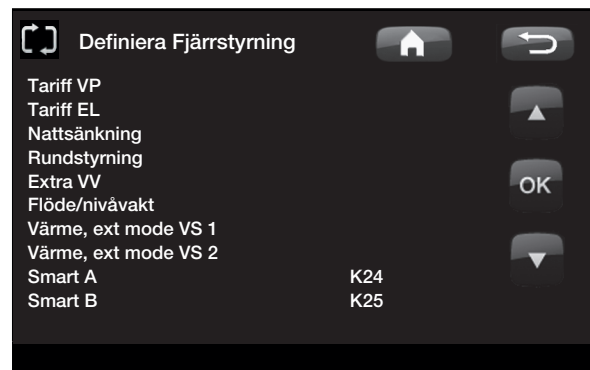 Definiera Fjärrstyrning
Tariff VP
Tariff EL
Nattsänkning
Rundstyrning
Extra VV
Flöde/nivåvakt
Värme, ext mode VS 1
Värme, ext mode VS 2
Smart A K24
Smart B K25
OK